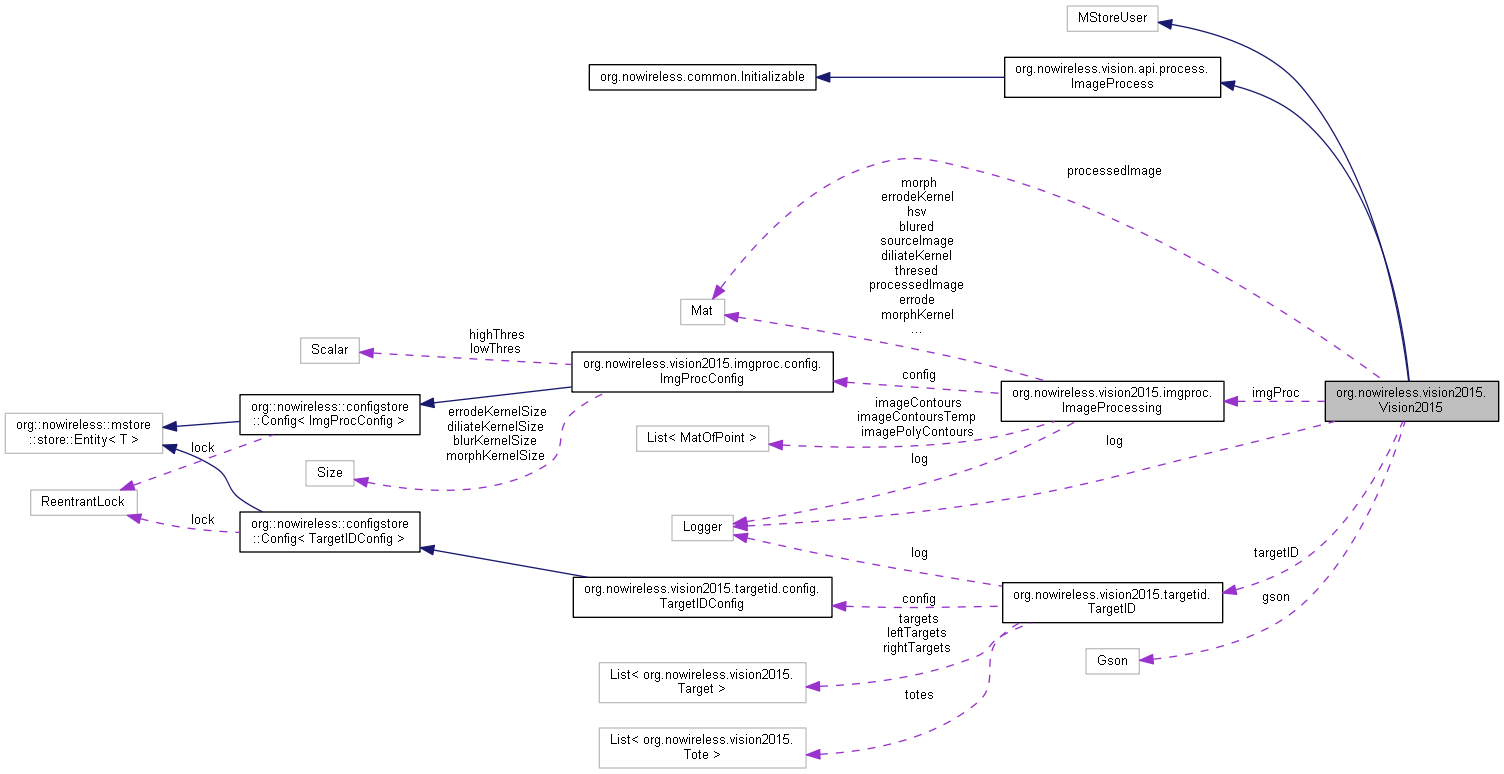 MStoreUser
org.nowireless.common.Initializable
org.nowireless.vision.api.process.
ImageProcess
processedImage
morph
errodeKernel
hsv
blured
sourceImage
diliateKernel
thresed
processedImage
errode
morphKernel
...
Mat
Scalar
highThres
lowThres
org.nowireless.vision2015.imgproc.config.
ImgProcConfig
config
org.nowireless.vision2015.imgproc.
ImageProcessing
imgProc
org.nowireless.vision2015.
Vision2015
org::nowireless::mstore
::store::Entity< T >
org::nowireless::configstore
::Config< ImgProcConfig >
errodeKernelSize
diliateKernelSize
blurKernelSize
morphKernelSize
imageContours
imageContoursTemp
imagePolyContours
List< MatOfPoint >
lock
Size
log
log
ReentrantLock
lock
org::nowireless::configstore
::Config< TargetIDConfig >
Logger
log
targetID
org.nowireless.vision2015.targetid.config.
TargetIDConfig
config
org.nowireless.vision2015.targetid.
TargetID
gson
targets
leftTargets
rightTargets
Gson
List< org.nowireless.vision2015.
Target >
totes
List< org.nowireless.vision2015.
Tote >